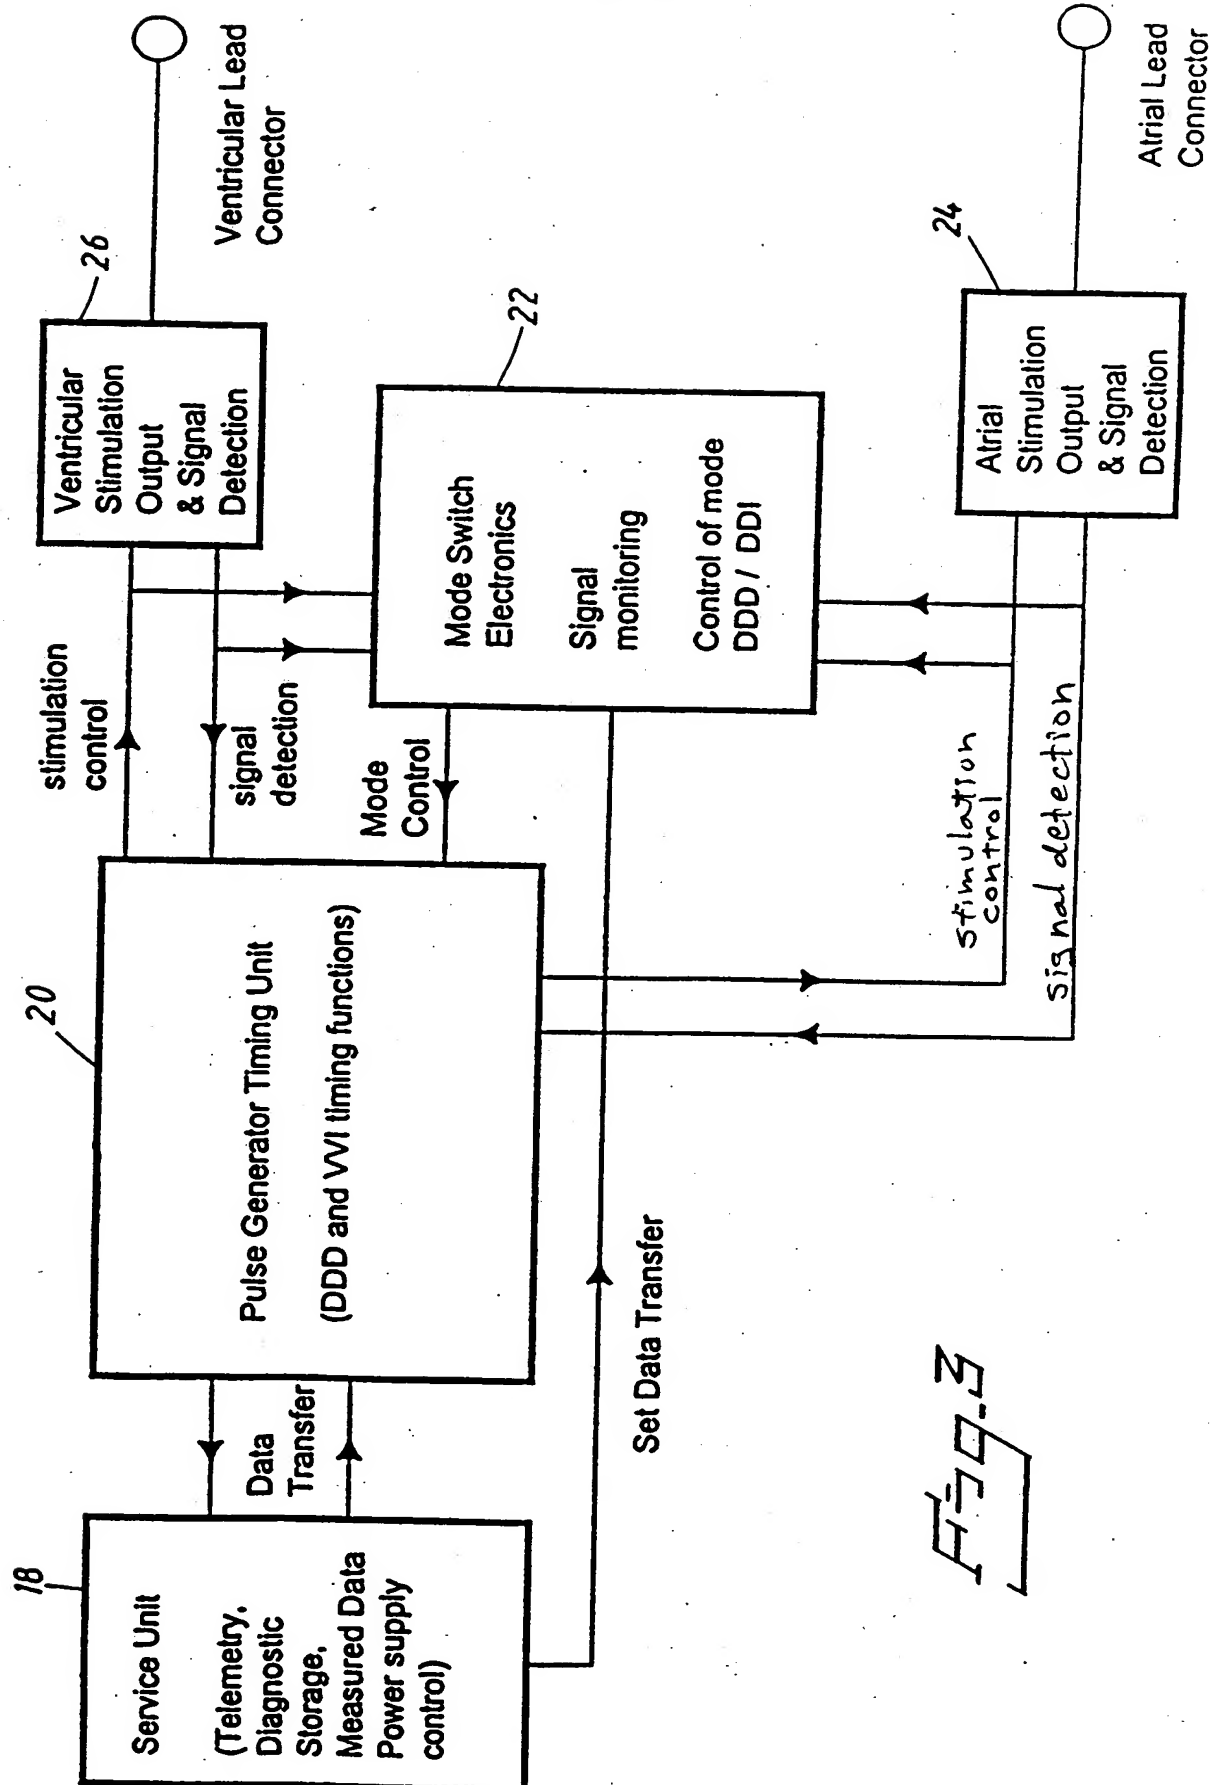 18
Service Unit
(Telemetry,
Diagnostic
Storage,
Measured Data
Power supply
control)
Data
Transfer
Set Data Transfer
20
Pulse Generator Timing Unit
(DDD and VVI timing functions)
stimulation
control
signal
detection
Mode
Control
22
Mode Switch
Electronics
Signal
monitoring
Control of mode
DDD / DDI
26
Ventricular
Stimulation
Output
& Signal
Detection
Ventricular Lead
Connector
stimulation
control
signal detection
24
Atrial
Stimulation
Output
& Signal
Detection
Atrial Lead
Connector
Fig-3